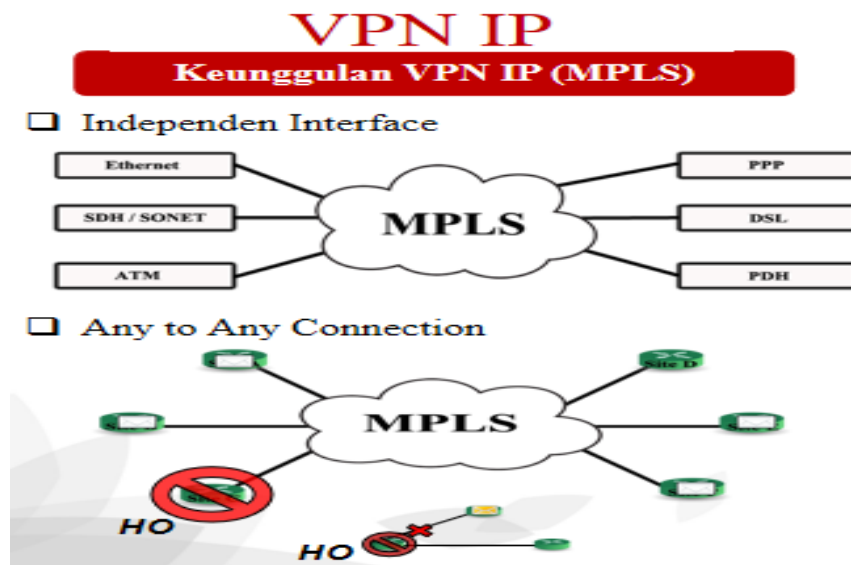 VPN IP
Keunggulan VPN IP (MPLS)
Independen Interface
Ethernet
PPP
SDH / SONET
MPLS
DSL
ATM
PDH
Any to Any Connection
Site D
MPLS
HO
HO